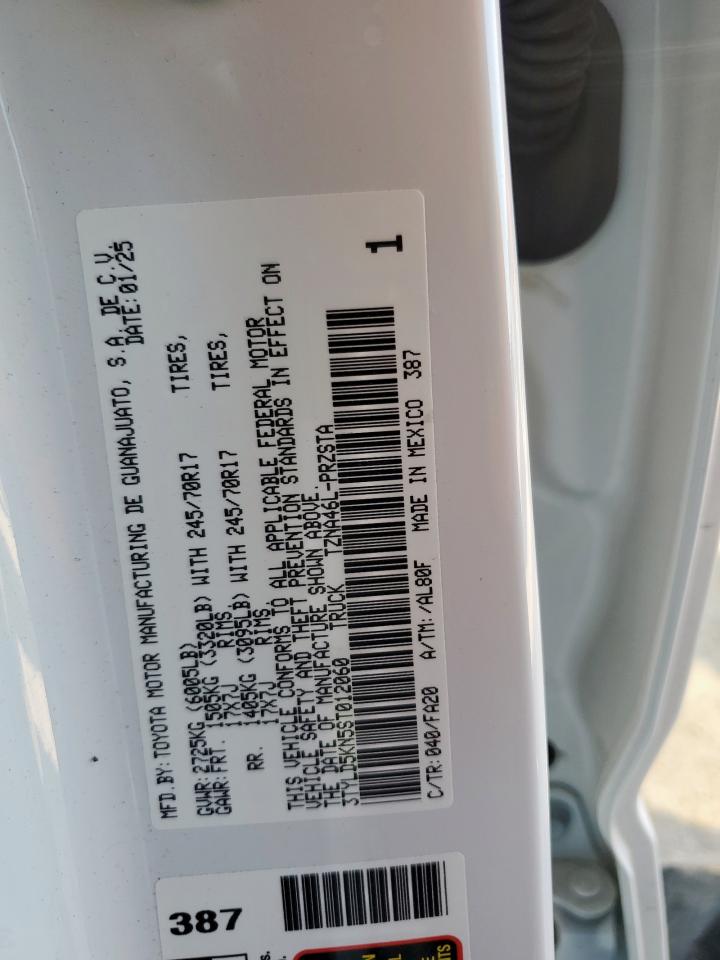 MFD.BY: TOYOTA MOTOR MANUFACTURING DE GUANAJUATO, S.A. DE C.V.
DATE: 01/25
GVWR: 2725KG (6005LB)
GAWR: FRT. 1505KG (3320LB) WITH 245/70R17 TIRES,
17X7J RIMS
RR. 1405KG (3095LB) WITH 245/70R17 TIRES,
17X7J RIMS
THIS VEHICLE CONFORMS TO ALL APPLICABLE FEDERAL MOTOR
VEHICLE SAFETY AND THEFT PREVENTION STANDARDS IN EFFECT ON
THE DATE OF MANUFACTURE SHOWN ABOVE.
3TYLD5KN5ST012060 TRUCK TZNA46L-PRZSTA
1
C/TR: 040/FA20 A/TM: /AL80F MADE IN MEXICO 387
387